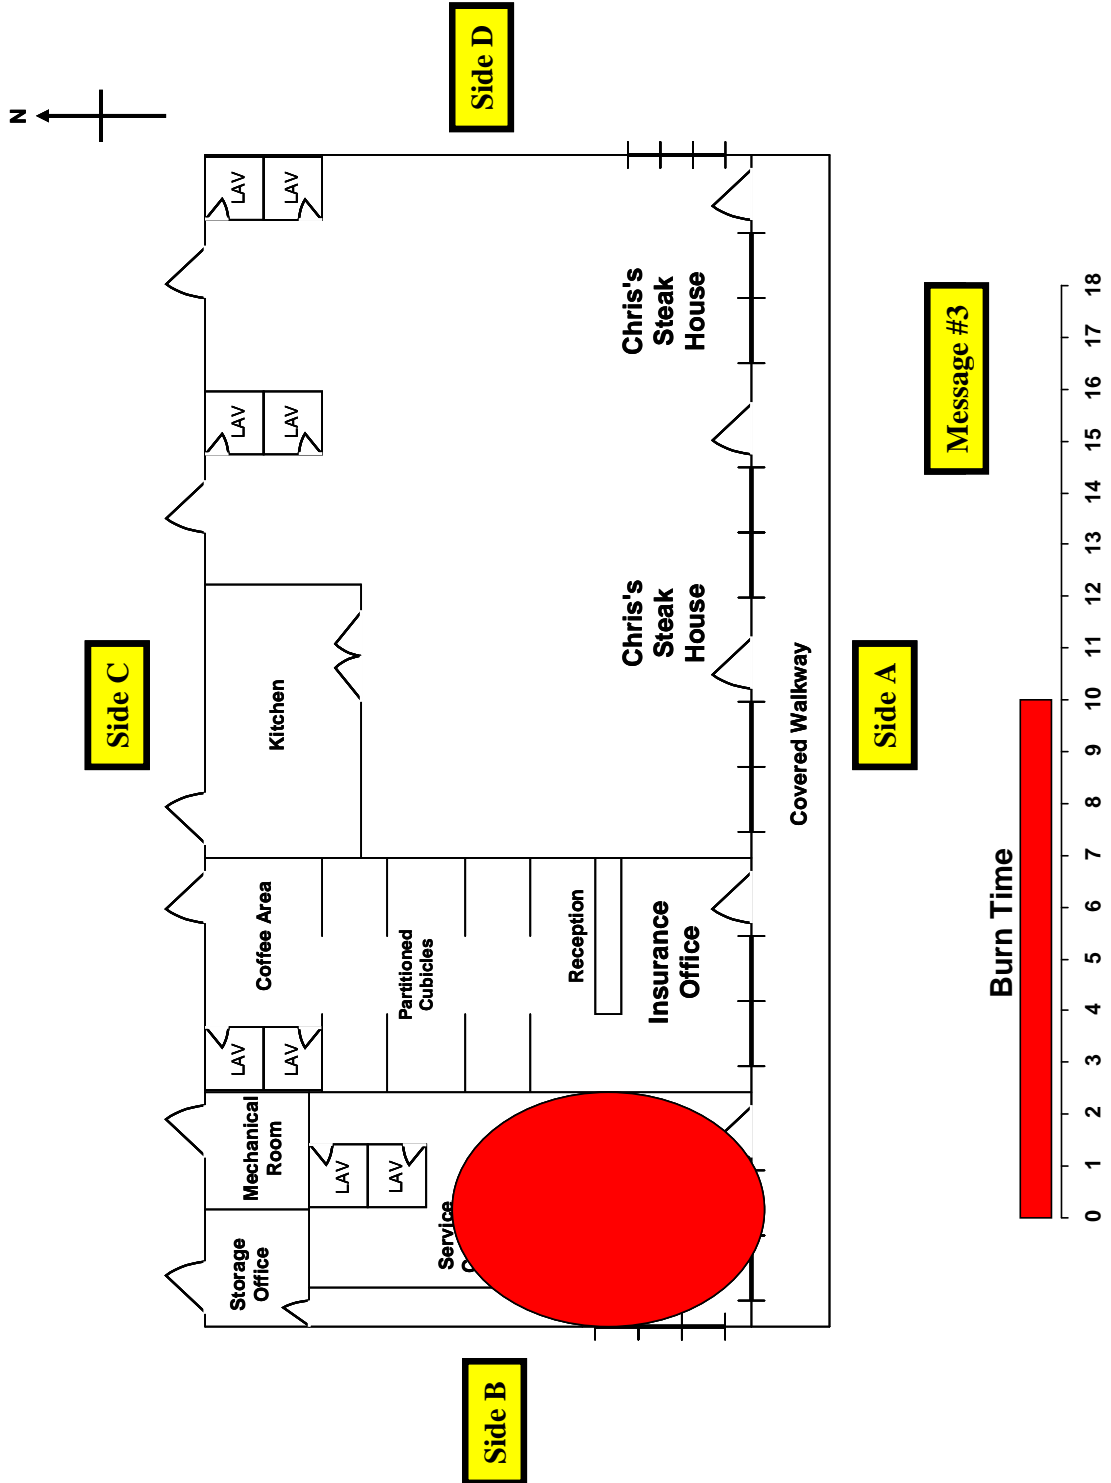 N
Side C
Side D
Side B
Side A
Storage
Office
Mechanical
Room
LAV
LAV
LAV
LAV
Coffee Area
Kitchen
LAV
LAV
LAV
LAV
Service
Partitioned
Cubicles
Reception
Insurance
Office
Chris's
Steak
House
Chris's
Steak
House
Covered Walkway
Message #3
Burn Time
0 1 2 3 4 5 6 7 8 9 10 11 12 13 14 15 16 17 18